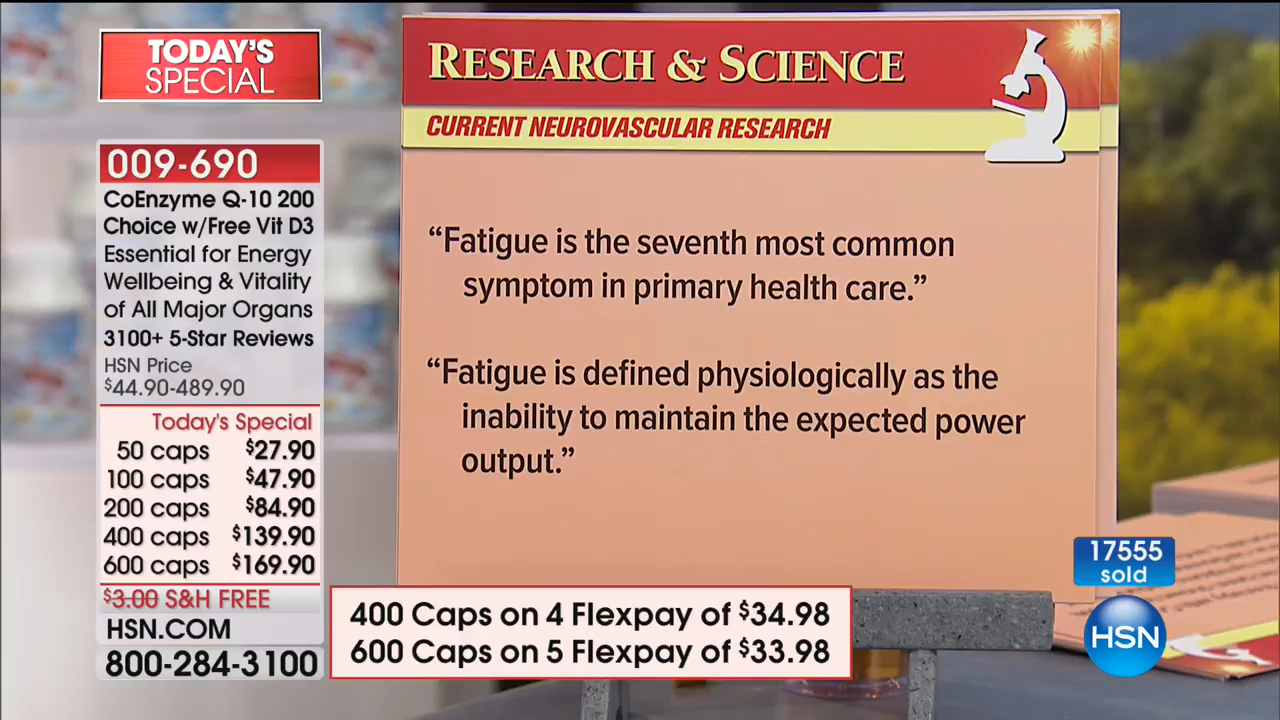 TODAY'S
SPECIAL
009-690
CoEnzyme Q-10 200
Choice w/Free Vit D3
Essential for Energy
Wellbeing & Vitality
of All Major Organs
3100+ 5-Star Reviews
HSN Price
$44.90-489.90
Today's Special
50 caps $27.90
100 caps $47.90
200 caps $84.90
400 caps $139.90
600 caps $169.90
$3.00 S&H FREE
HSN.COM
800-284-3100
RESEARCH & SCIENCE
CURRENT NEUROVASCULAR RESEARCH
“Fatigue is the seventh most common
symptom in primary health care.”
“Fatigue is defined physiologically as the
inability to maintain the expected power
output.”
400 Caps on 4 Flexpay of $34.98
600 Caps on 5 Flexpay of $33.98
17555
sold
HSN